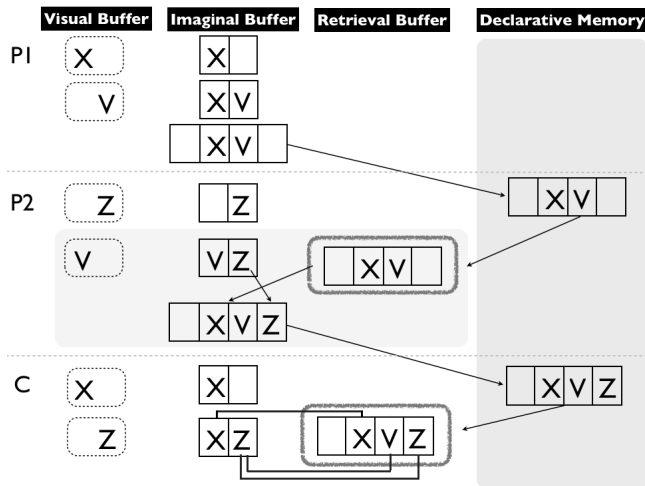 Visual Buffer Imaginal Buffer Retrieval Buffer Declarative Memory
P1 X X
V X V
X V
X V
P2 Z Z
V V Z X V
X V Z
X V Z
C X X
Z X Z X V Z